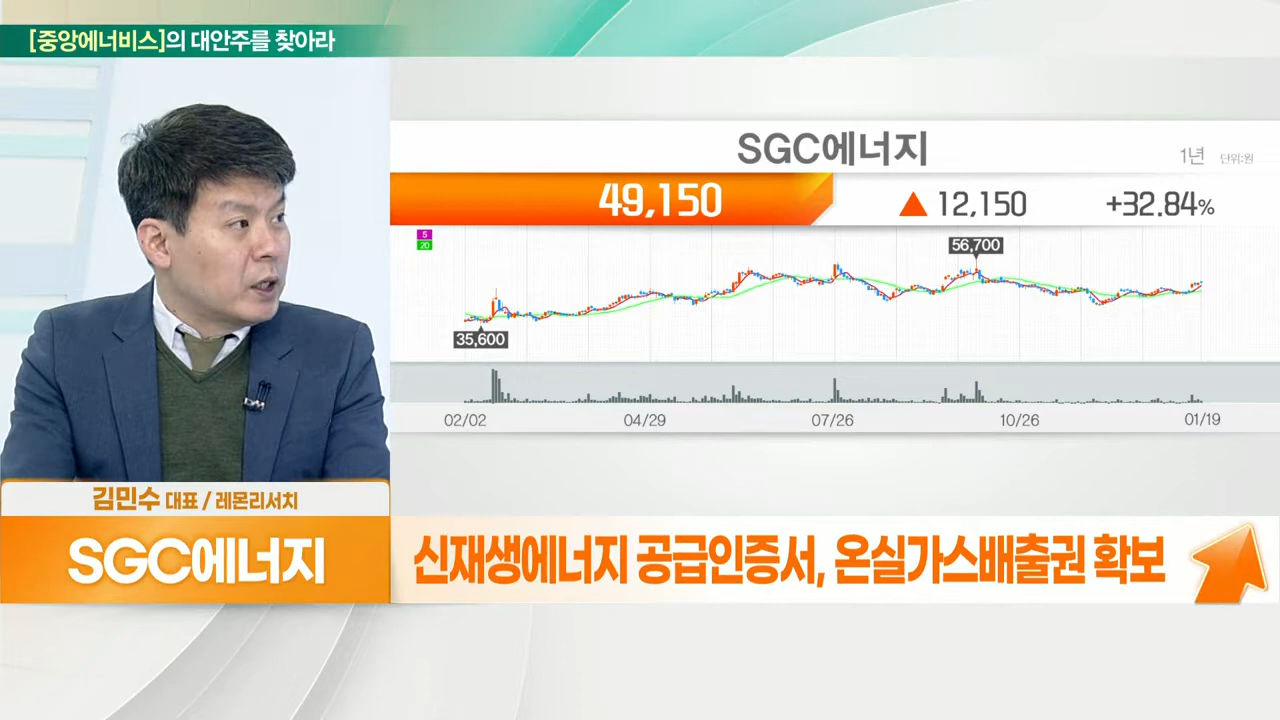 [중앙에너비스]의 대안주를 찾아라
SGC에너지
1년 단위:원
49,150 ▲ 12,150 +32.84%
5
20
56,700
35,600
02/02 04/29 07/26 10/26 01/19
김민수 대표 / 레몬리서치
SGC에너지
신재생에너지 공급인증서, 온실가스배출권 확보